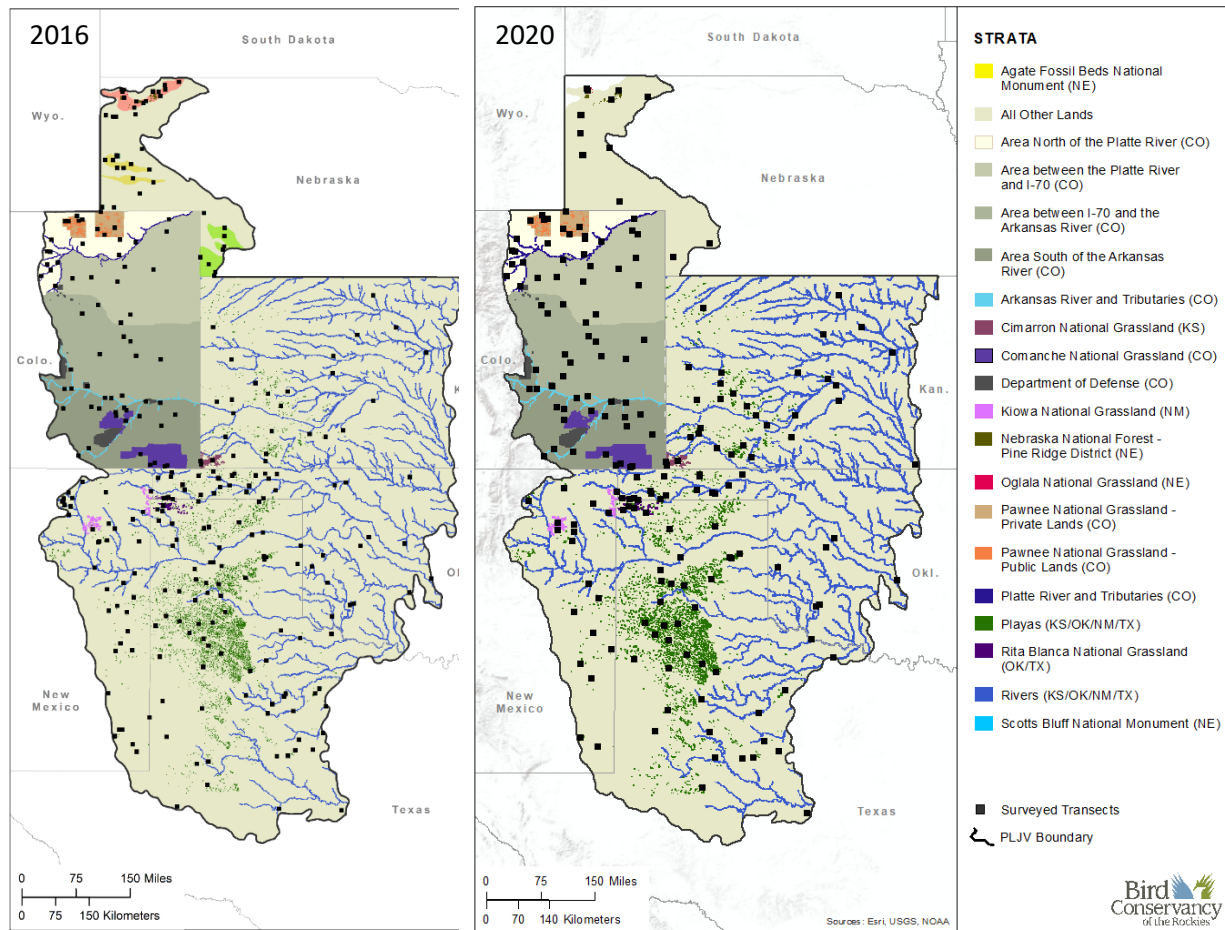 2016
South Dakota
Wyo.
Nebraska
Colo.
K
Ol
New
Mexico
Texas
0 75 150 Miles
0 75 150 Kilometers
2020
South Dakota
Wyo.
Nebraska
Colo.
Kan.
Okl.
New
Mexico
Texas
0 75 150 Miles
0 70 140 Kilometers
Sources: Esri, USGS, NOAA
STRATA
Agate Fossil Beds National
Monument (NE)
All Other Lands
Area North of the Platte River (CO)
Area between the Platte River
and I-70 (CO)
Area between I-70 and the
Arkansas River (CO)
Area South of the Arkansas
River (CO)
Arkansas River and Tributaries (CO)
Cimarron National Grassland (KS)
Comanche National Grassland (CO)
Department of Defense (CO)
Kiowa National Grassland (NM)
Nebraska National Forest -
Pine Ridge District (NE)
Oglala National Grassland (NE)
Pawnee National Grassland -
Private Lands (CO)
Pawnee National Grassland -
Public Lands (CO)
Platte River and Tributaries (CO)
Playas (KS/OK/NM/TX)
Rita Blanca National Grassland
(OK/TX)
Rivers (KS/OK/NM/TX)
Scotts Bluff National Monument (NE)
Surveyed Transects
PLJV Boundary
Bird
Conservancy
of the Rockies